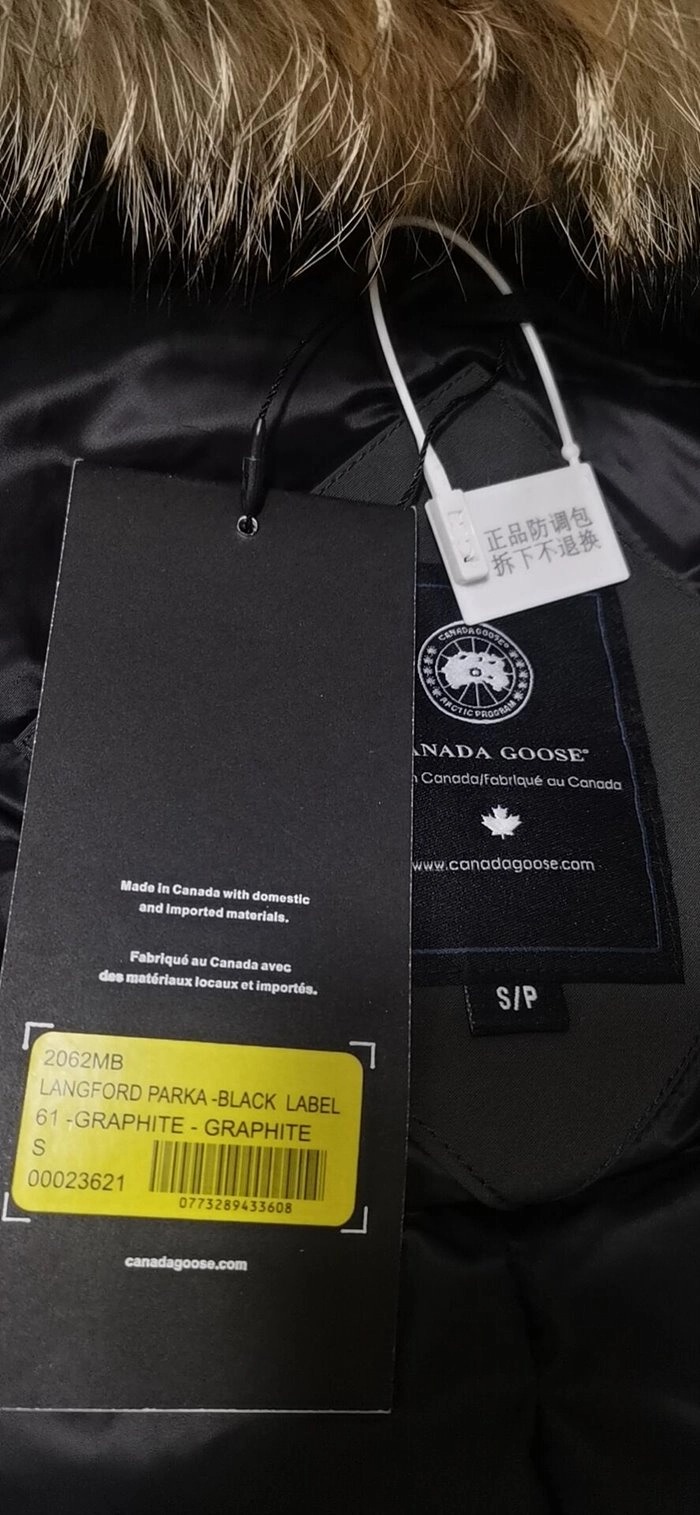 正品防调包
拆下不退换
CANADA GOOSE
ARCTIC PROGRAM
ANADA GOOSE®
Canada/Fabriqué au Canada
www.canadagoose.com
S/P
Made in Canada with domestic
and imported materials.
Fabriqué au Canada avec
des matériaux locaux et importés.
2062MB
LANGFORD PARKA -BLACK LABEL
61 -GRAPHITE - GRAPHITE
S
00023621
0773289433608
canadagoose.com